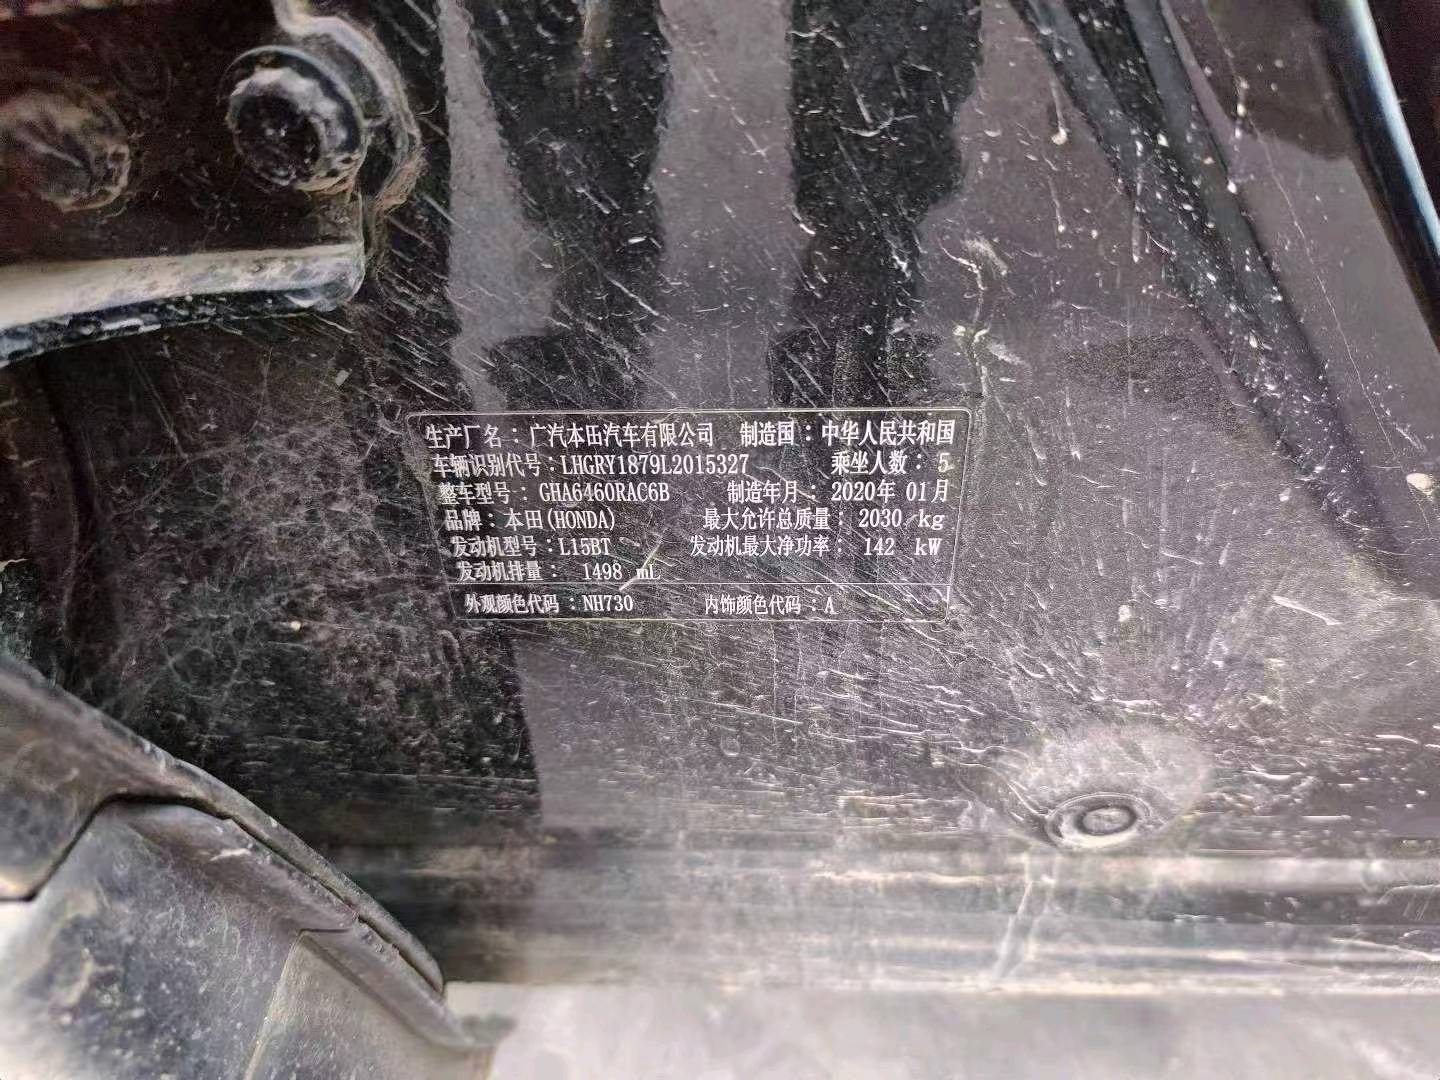 生产厂名：广汽本田汽车有限公司 制造国：中华人民共和国
车辆识别代号：LHGRY1879L2015327 乘坐人数：5
整车型号：GHA6460RAC6B 制造年月：2020年 01月
品牌：本田(HONDA) 最大允许总质量：2030 kg
发动机型号：L15BT 发动机最大净功率：142 kW
发动机排量：1498 mL
外观颜色代码：NH730 内饰颜色代码：A